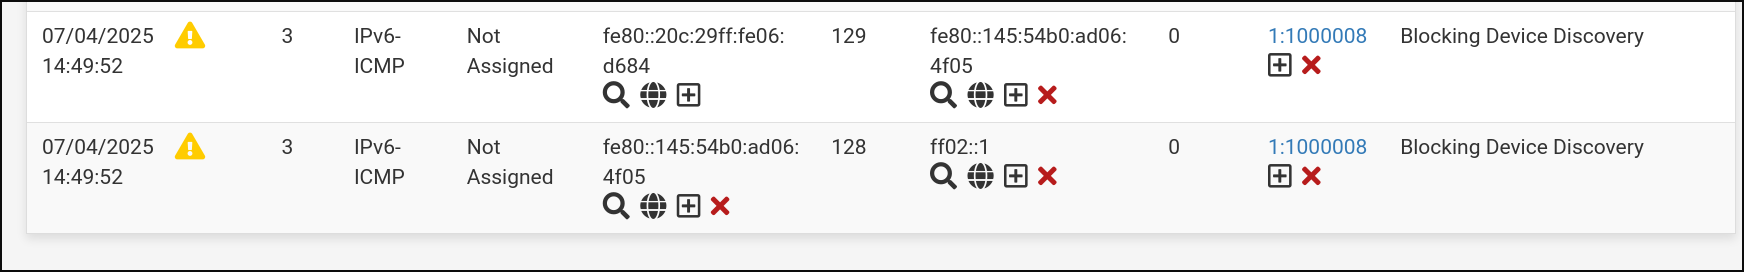 07/04/2025 3 IPv6- Not fe80::20c:29ff:fe06: 129 fe80::145:54b0:ad06: 0 1:1000008 Blocking Device Discovery
14:49:52 ICMP Assigned d684 4f05
07/04/2025 3 IPv6- Not fe80::145:54b0:ad06: 128 ff02::1 0 1:1000008 Blocking Device Discovery
14:49:52 ICMP Assigned 4f05